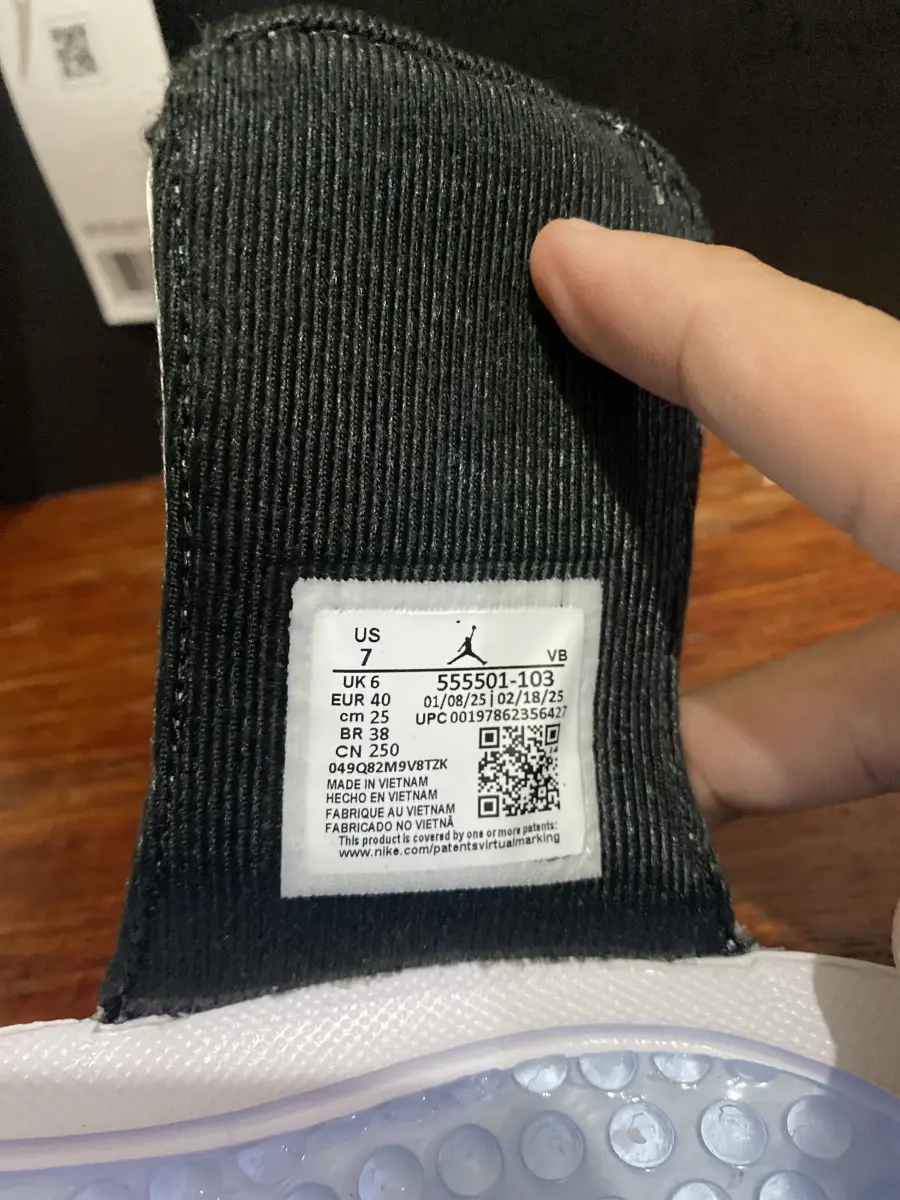 US
7
VB
UK 6
555501-103
EUR 40
01/08/25 | 02/18/25
cm 25
UPC 00197862356427
BR 38
CN 250
049Q82M9V8TZK
MADE IN VIETNAM
HECHO EN VIETNAM
FABRIQUE AU VIETNAM
FABRICADO NO VIETNÃ
This product is covered by one or more patents:
www.nike.com/patentsvirtualmarking